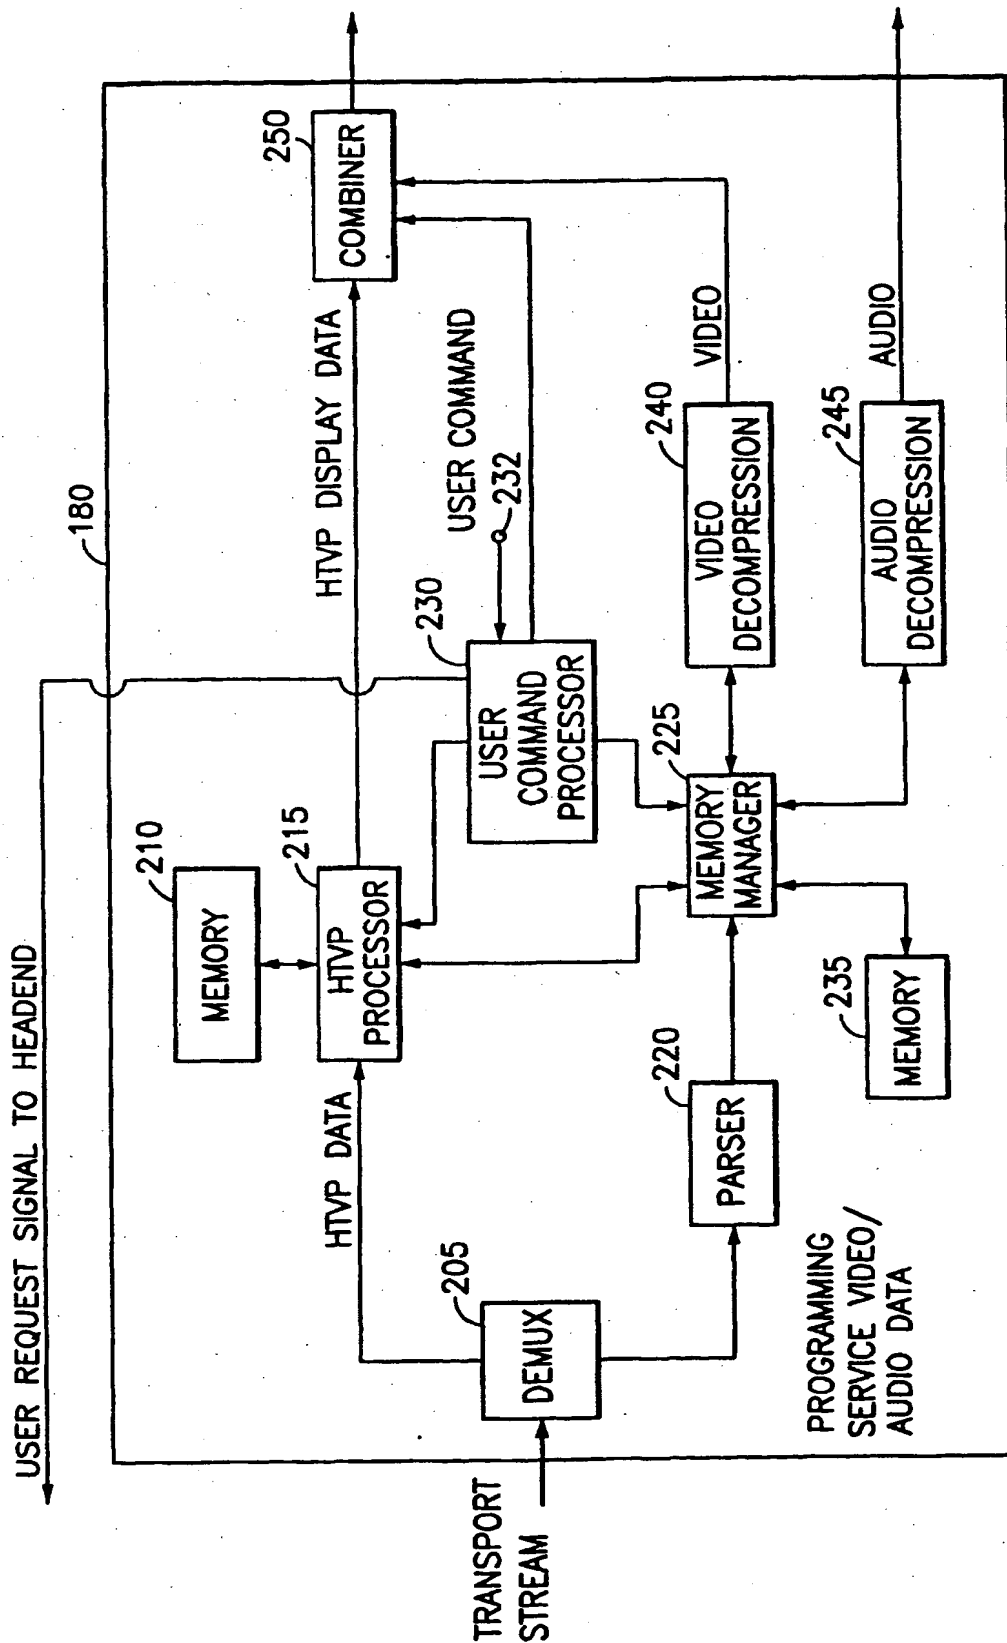 USER REQUEST SIGNAL TO HEADEND
180
210
MEMORY
HTVP DATA
215
HTVP
PROCESSOR
HTVP DISPLAY DATA
250
COMBINER
USER COMMAND
232
230
USER
COMMAND
PROCESSOR
TRANSPORT
STREAM
205
DEMUX
220
PARSER
225
MEMORY
MANAGER
240
VIDEO
DECOMPRESSION
VIDEO
PROGRAMMING
SERVICE VIDEO/
AUDIO DATA
235
MEMORY
245
AUDIO
DECOMPRESSION
AUDIO